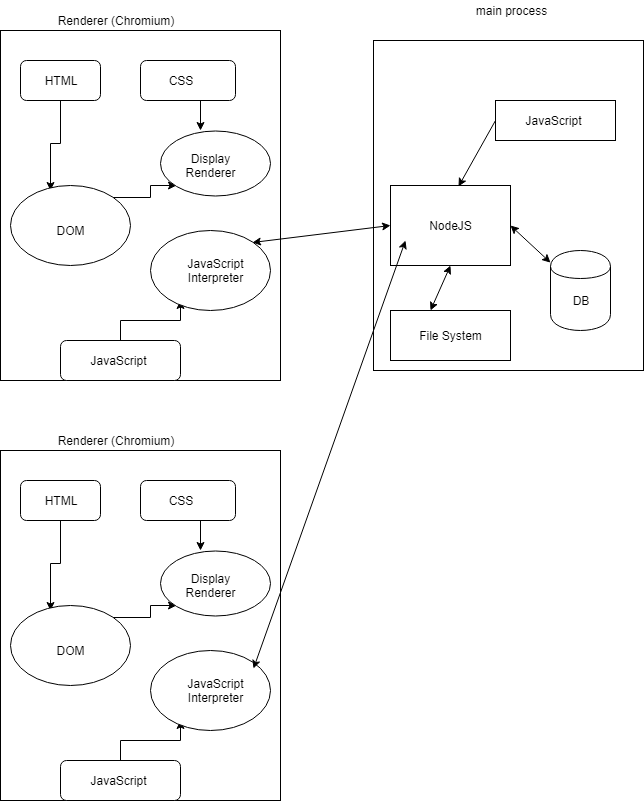 Renderer (Chromium)
HTML
CSS
Display
Renderer
DOM
JavaScript
Interpreter
JavaScript
main process
JavaScript
NodeJS
DB
File System
Renderer (Chromium)
HTML
CSS
Display
Renderer
DOM
JavaScript
Interpreter
JavaScript